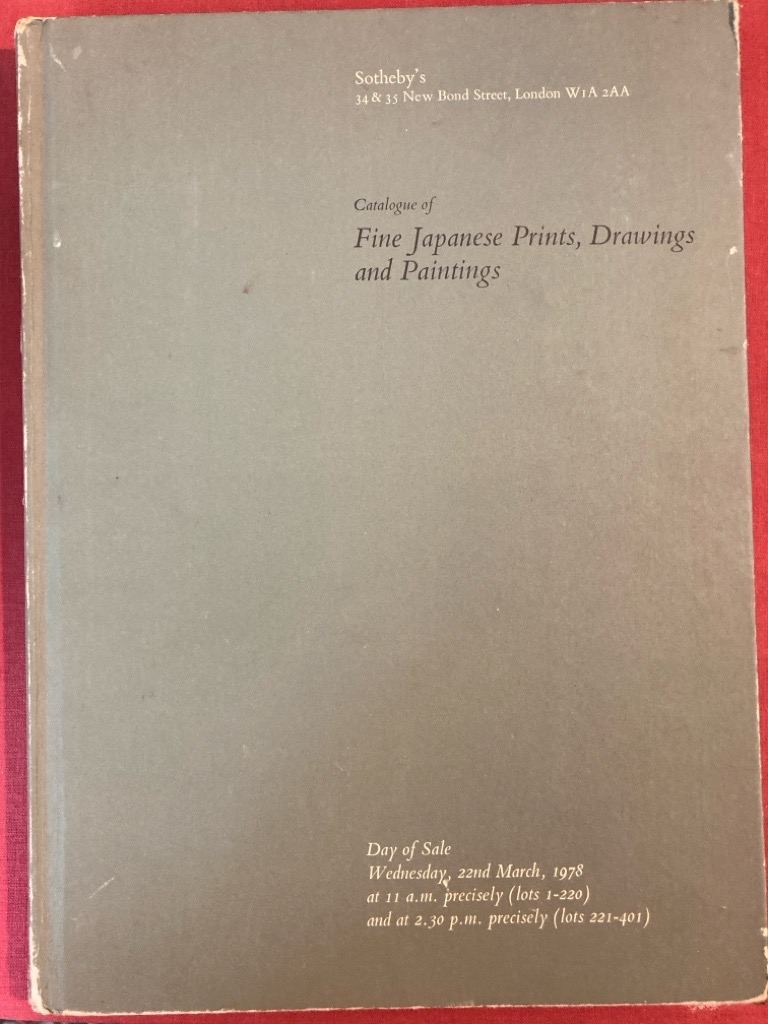 Sotheby's
34 & 35 New Bond Street, London W1A 2AA
Catalogue of
Fine Japanese Prints, Drawings
and Paintings
Day of Sale
Wednesday, 22nd March, 1978
at 11 a.m. precisely (lots 1-220)
and at 2.30 p.m. precisely (lots 221-401)